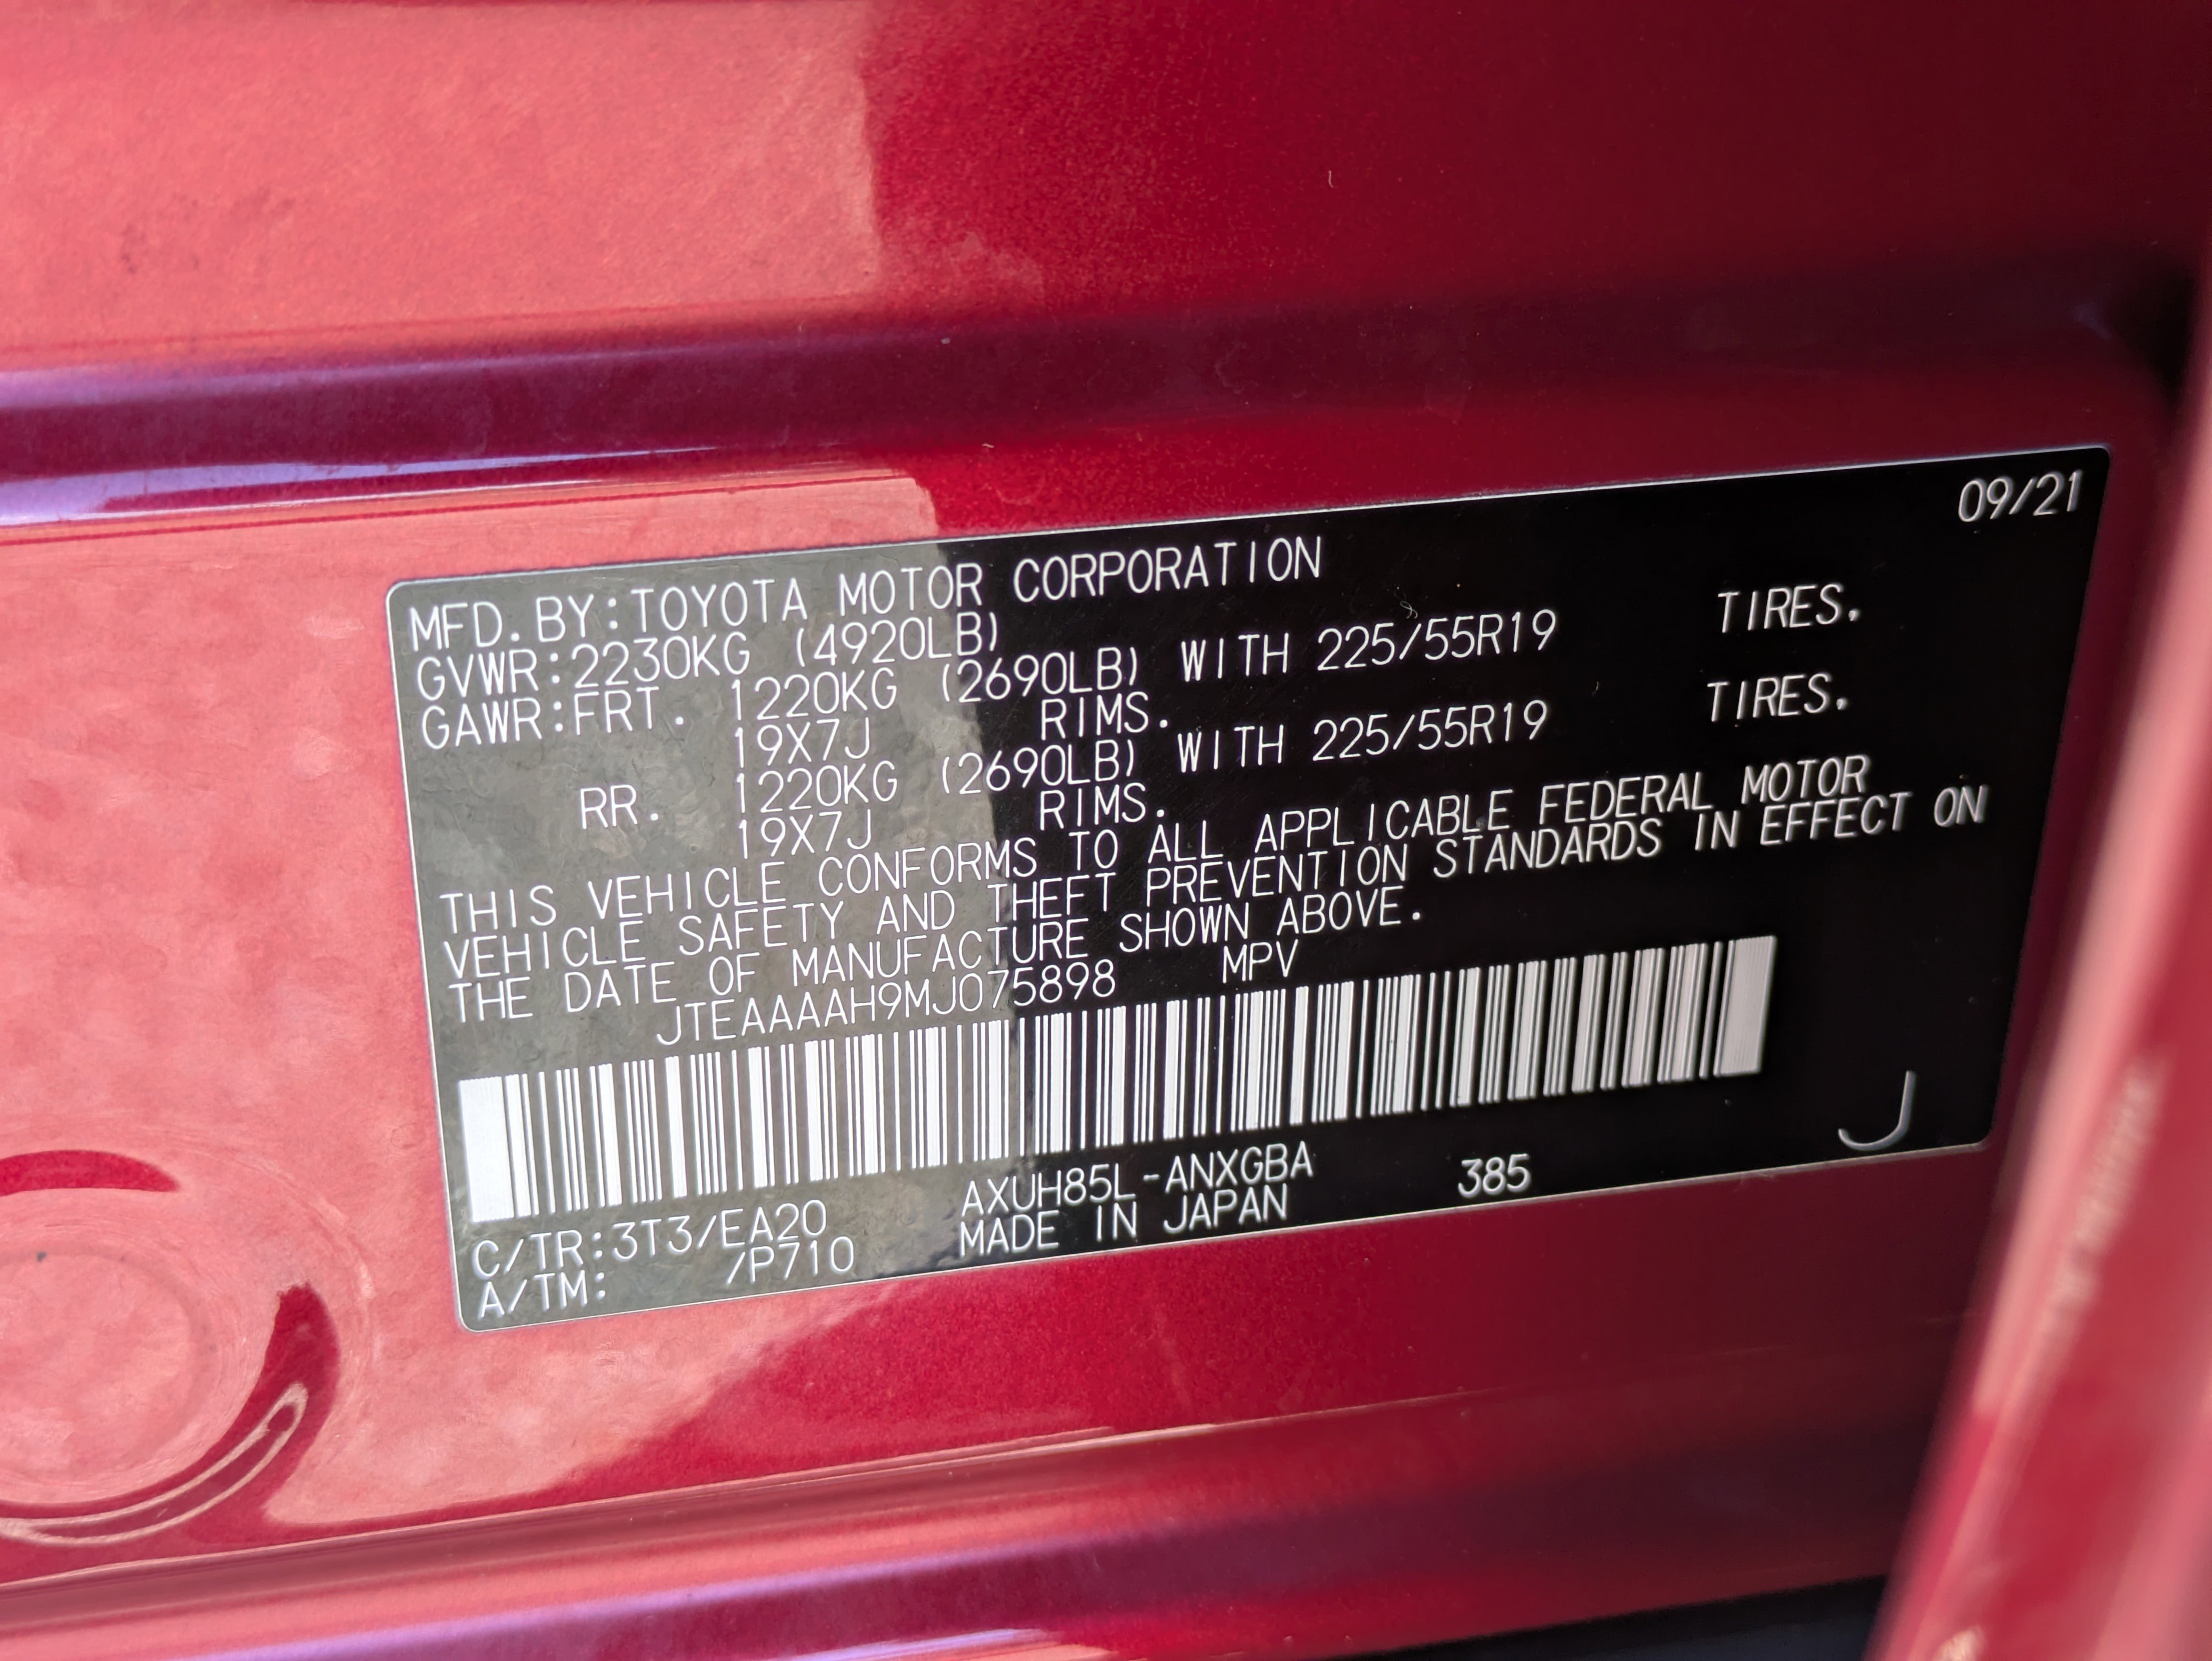 09/21
MFD. BY:TOYOTA MOTOR CORPORATION
GVWR:2230KG (4920LB)
GAWR:FRT. 1220KG (2690LB) WITH 225/55R19 TIRES.
19X7J RIMS.
RR. 1220KG (2690LB) WITH 225/55R19 TIRES.
19X7J RIMS.
THIS VEHICLE CONFORMS TO ALL APPLICABLE FEDERAL MOTOR
VEHICLE SAFETY AND THEFT PREVENTION STANDARDS IN EFFECT ON
THE DATE OF MANUFACTURE SHOWN ABOVE.
JTEAAAAH9MJ075898 MPV
C/TR:3T3/EA20 AXUH85L-ANXGBA 385 J
A/TM: /P710 MADE IN JAPAN